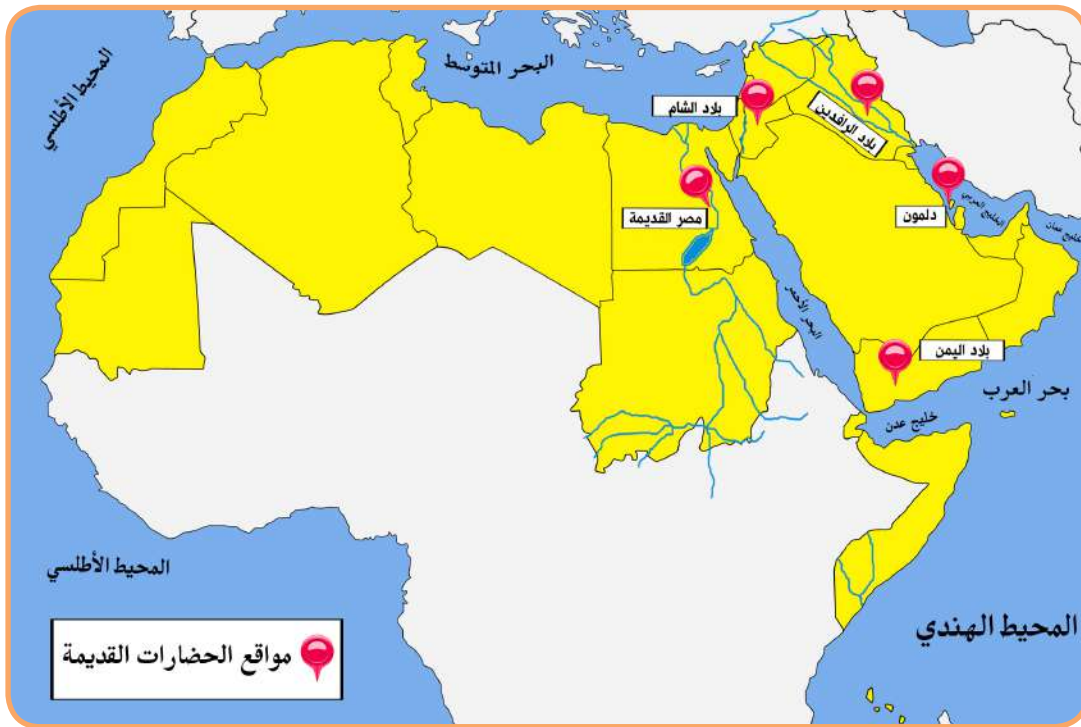 المحيط الأطلسي
البحر المتوسط
بلاد الشام
بلاد الرافدين
مصر القديمة
دلمون
الخليج العربي
خليج عمان
البحر الأحمر
بلاد اليمن
بحر العرب
خليج عدن
المحيط الأطلسي
المحيط الهندي
مواقع الحضارات القديمة